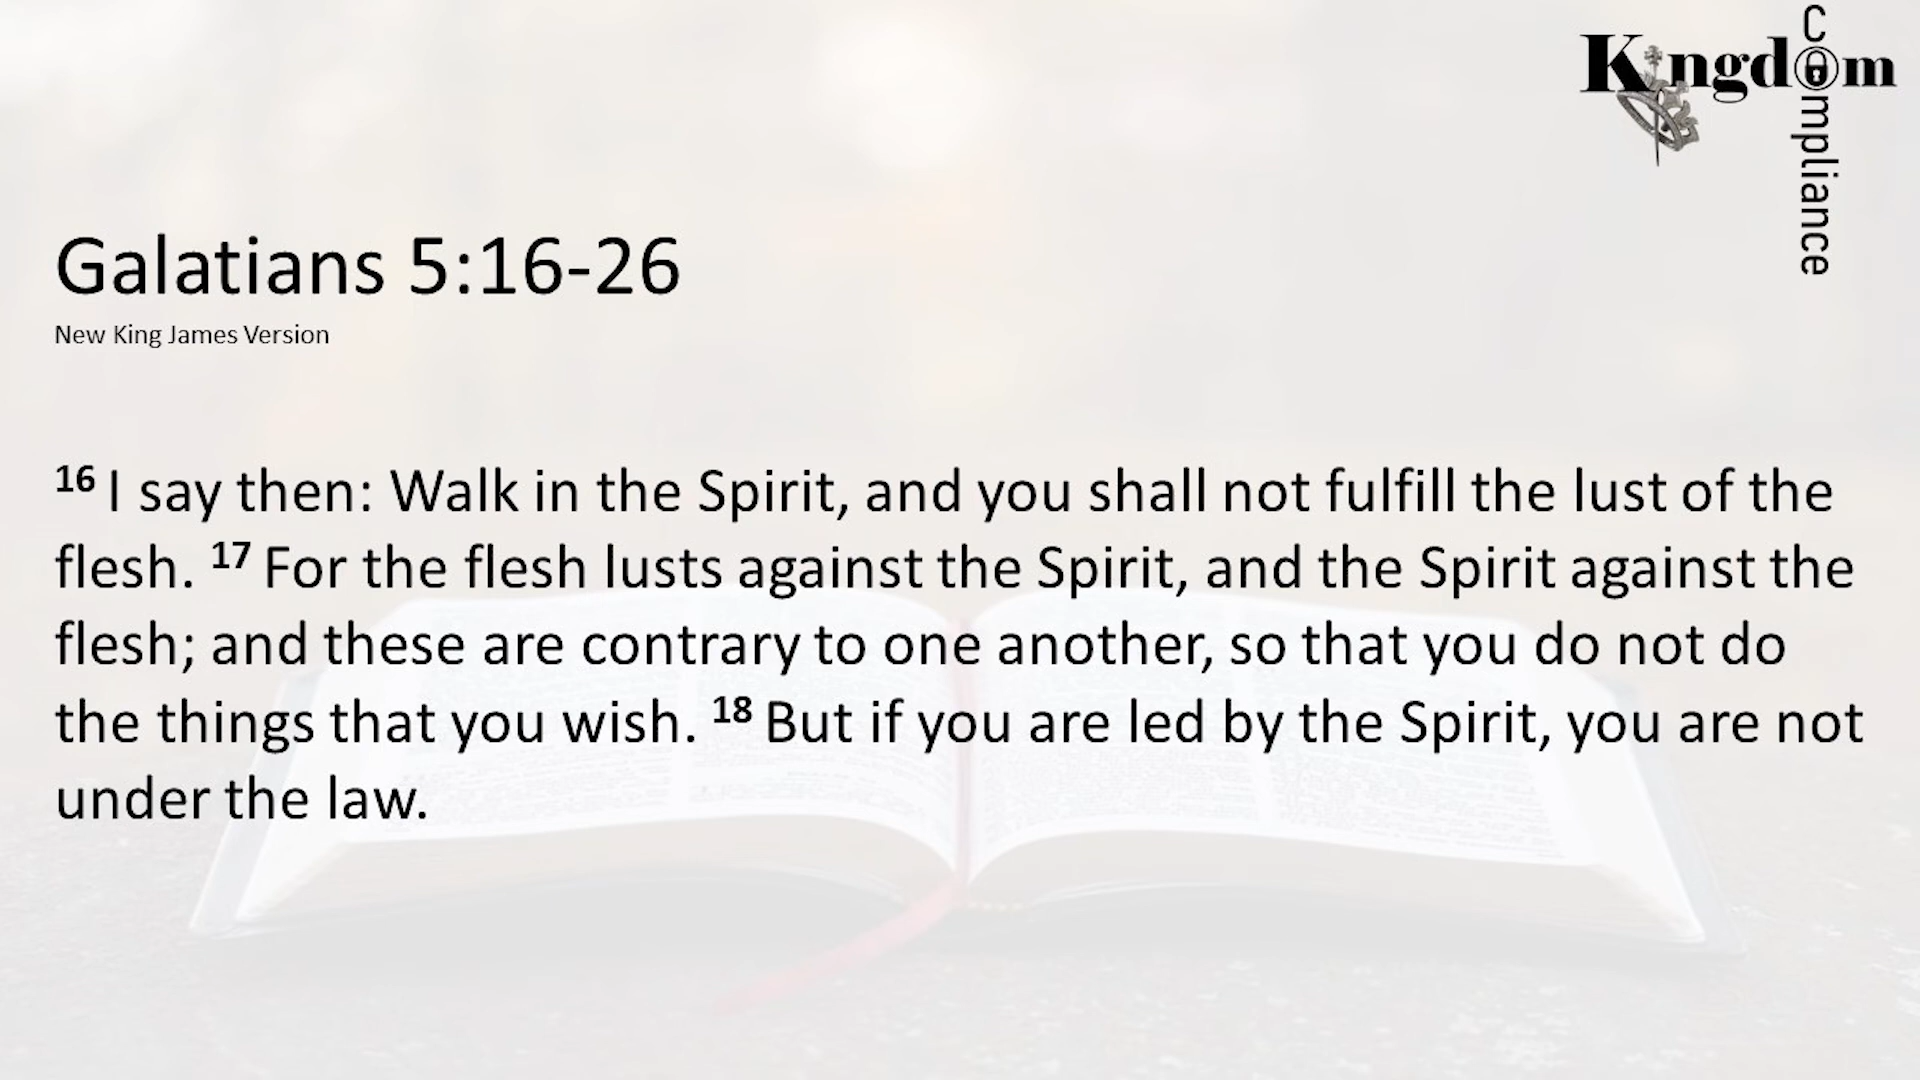 Kingdom
Compliance
Galatians 5:16-26
New King James Version
16 I say then: Walk in the Spirit, and you shall not fulfill the lust of the
flesh. 17 For the flesh lusts against the Spirit, and the Spirit against the
flesh; and these are contrary to one another, so that you do not do
the things that you wish. 18 But if you are led by the Spirit, you are not
under the law.